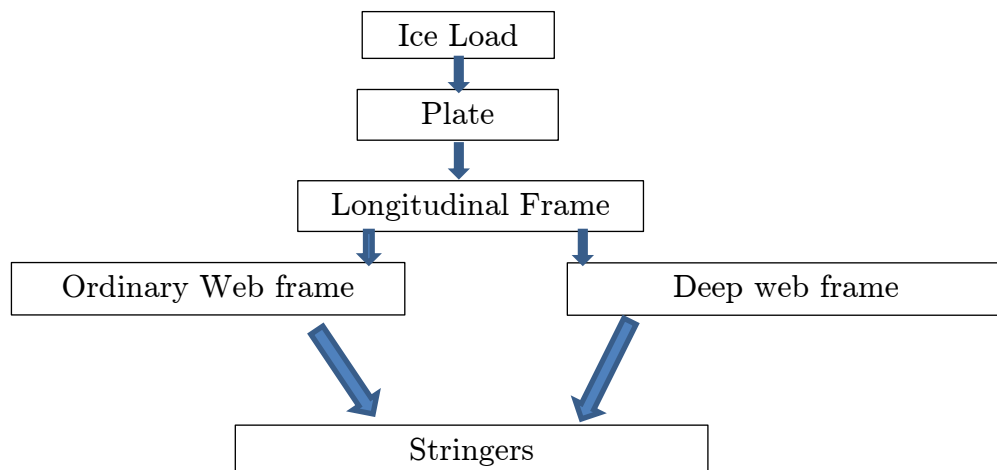 Ice Load
Plate
Longitudinal Frame
Ordinary Web frame
Deep web frame
Stringers